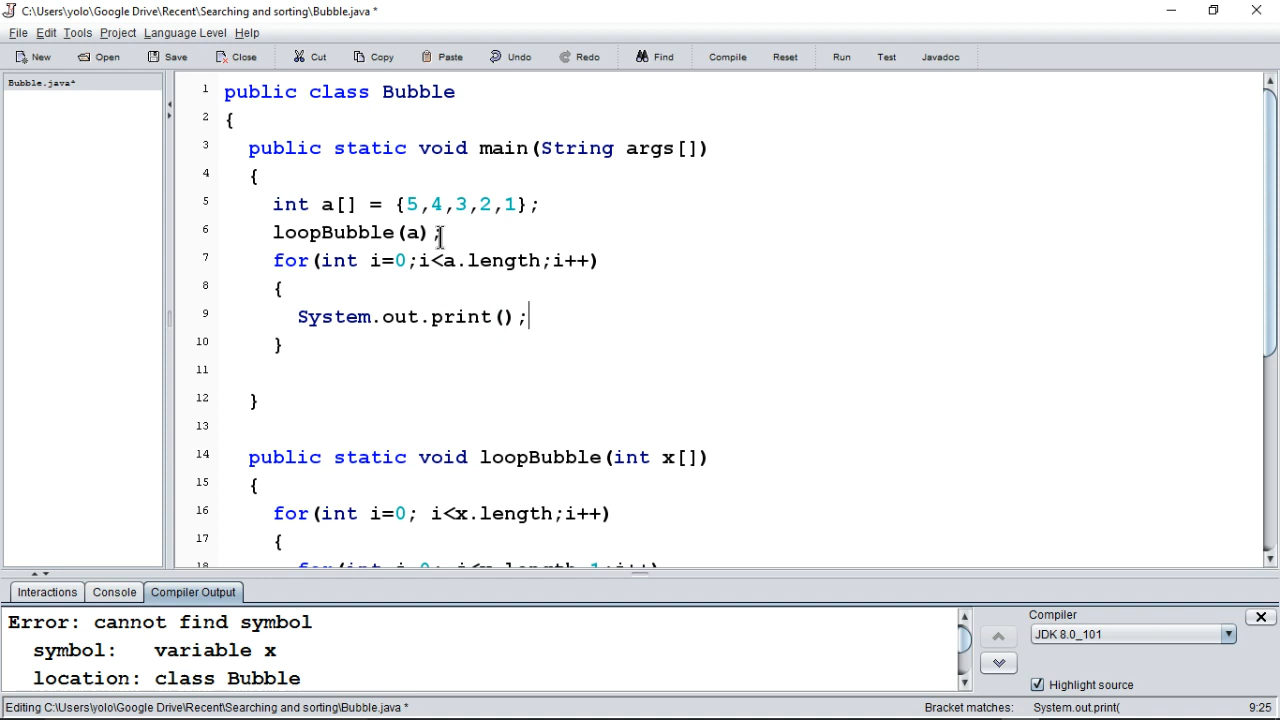 C:\Users\yolo\Google Drive\Recent\Searching and sorting\Bubble.java *
File Edit Tools Project Language Level Help
New Open Save Close Cut Copy Paste Undo Redo Find Compile Reset Run Test Javadoc
Bubble.java*
1 public class Bubble
2 {
3 public static void main(String args[])
4 {
5 int a[] = {5,4,3,2,1};
6 loopBubble(a);
7 for(int i=0;i<a.length;i++)
8 {
9 System.out.print();
10 }
11
12 }
13
14 public static void loopBubble(int x[])
15 {
16 for(int i=0; i<x.length;i++)
17 {
18
Interactions Console Compiler Output
Error: cannot find symbol
symbol: variable x
location: class Bubble
Compiler
JDK 8.0_101
Highlight source
Editing C:\Users\yolo\Google Drive\Recent\Searching and sorting\Bubble.java * Bracket matches: System.out.print( 9:25